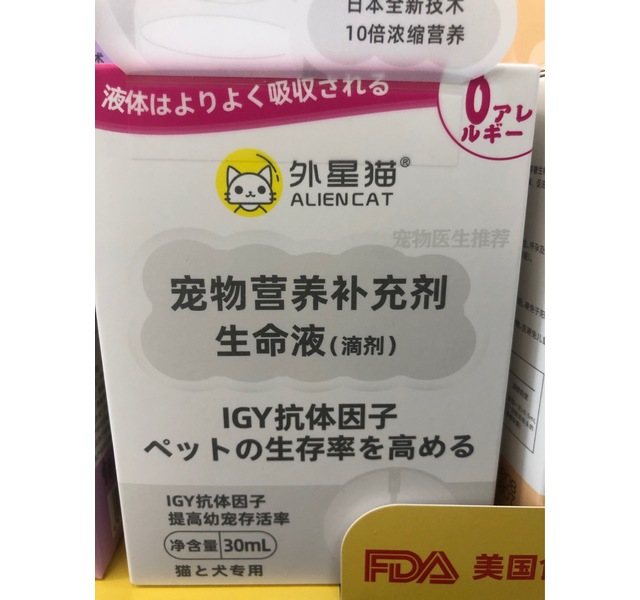 日本全新技术
10倍浓缩营养
液体はよりよく吸収される
0アレ
ルギー
外星猫®
ALIENCAT
宠物医生推荐
宠物营养补充剂
生命液(滴剂)
IGY抗体因子
ペットの生存率を高める
IGY抗体因子
提高幼宠存活率
净含量 30mL
猫と犬专用
FDA 美国